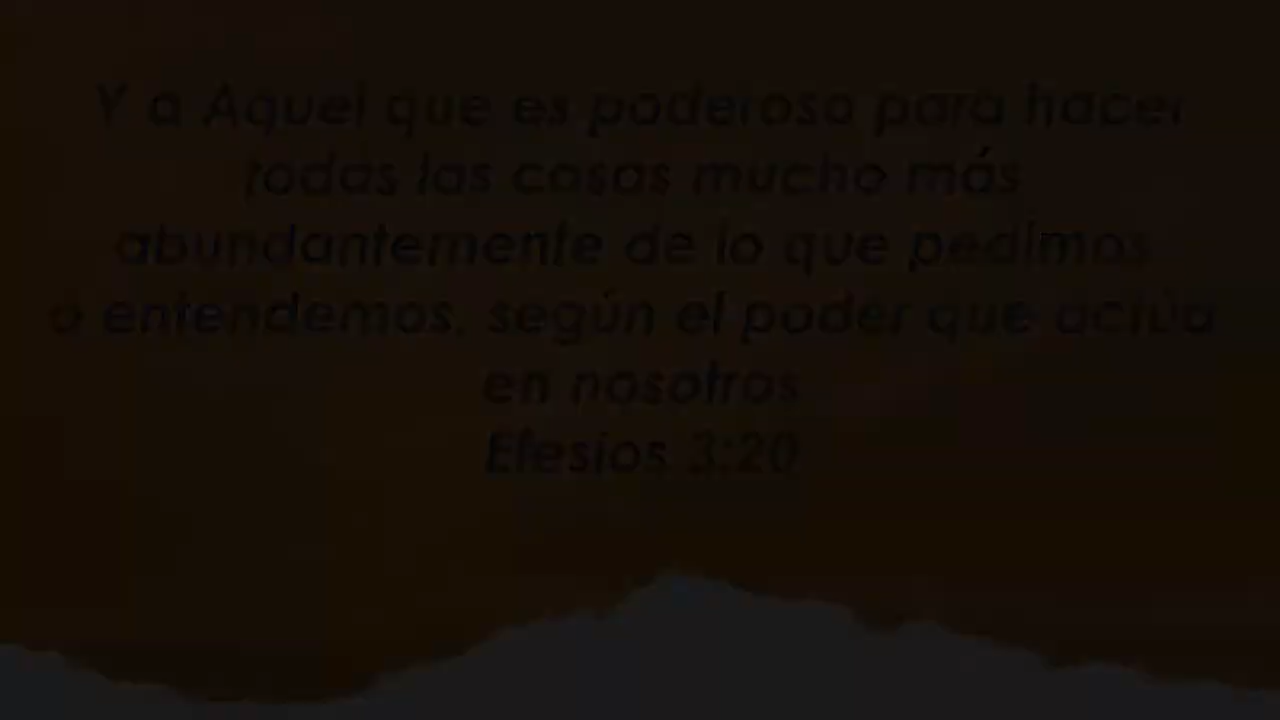 Y a Aquel que es poderoso para hacer
todas las cosas mucho más
abundantemente de lo que pedimos
o entendemos, según el poder que actúa
en nosotros
Efesios 3:20